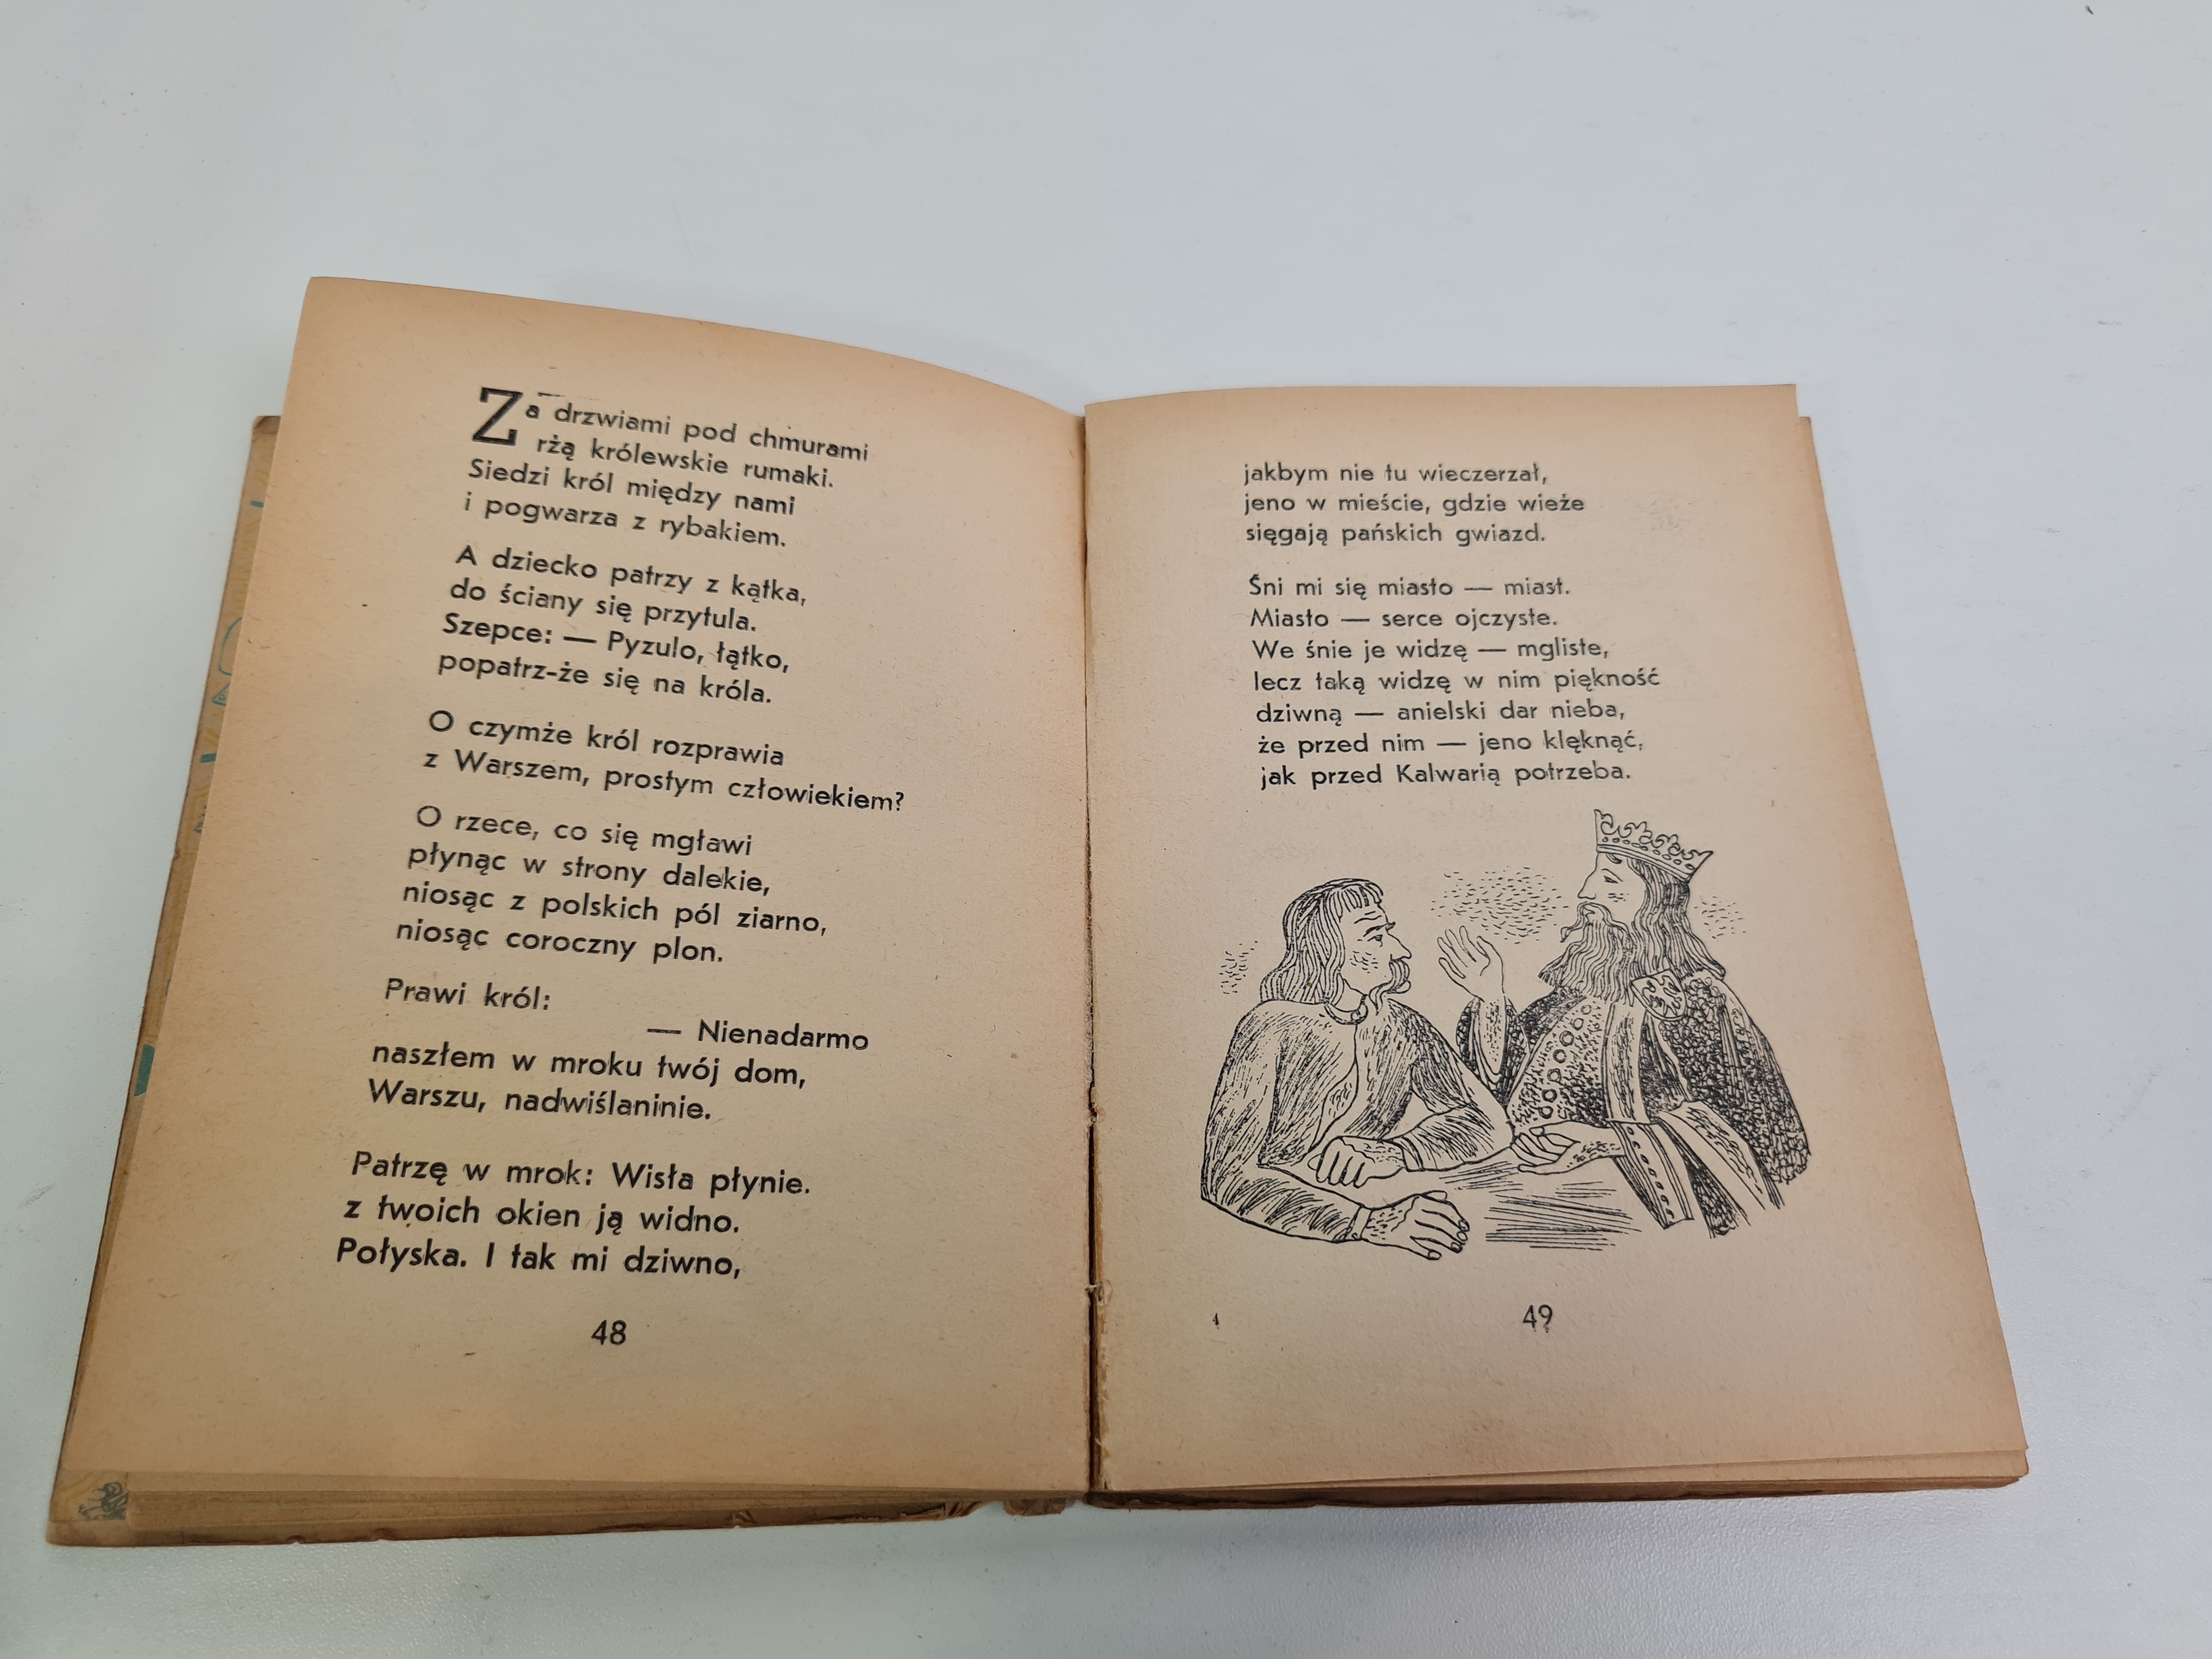 Za drzwiami pod chmurami
rżą królewskie rumaki.
Siedzi król między nami
i pogwarza z rybakiem.
A dziecko patrzy z kątka,
do ściany się przytula.
Szepce: — Pyzulo, łątko,
popatrz-że się na króla.
O czymże król rozprawia
z Warszem, prostym człowiekiem?
O rzece, co się mgławi
płynąc w strony dalekie,
niosąc z polskich pól ziarno,
niosąc coroczny plon.
Prawi król:
— Nienadarmo
naszłem w mroku twój dom,
Warszu, nadwiślaninie.
Patrzę w mrok: Wisła płynie.
z twoich okien ją widno.
Połyska. I tak mi dziwno,
48
jakbym nie tu wieczerzał,
jeno w mieście, gdzie wieże
sięgają pańskich gwiazd.
Śni mi się miasto — miast.
Miasto — serce ojczyste.
We śnie je widzę — mgliste,
lecz taką widzę w nim piękność
dziwną — anielski dar nieba,
że przed nim — jeno klęknąć,
jak przed Kalwarią potrzeba.
4
49